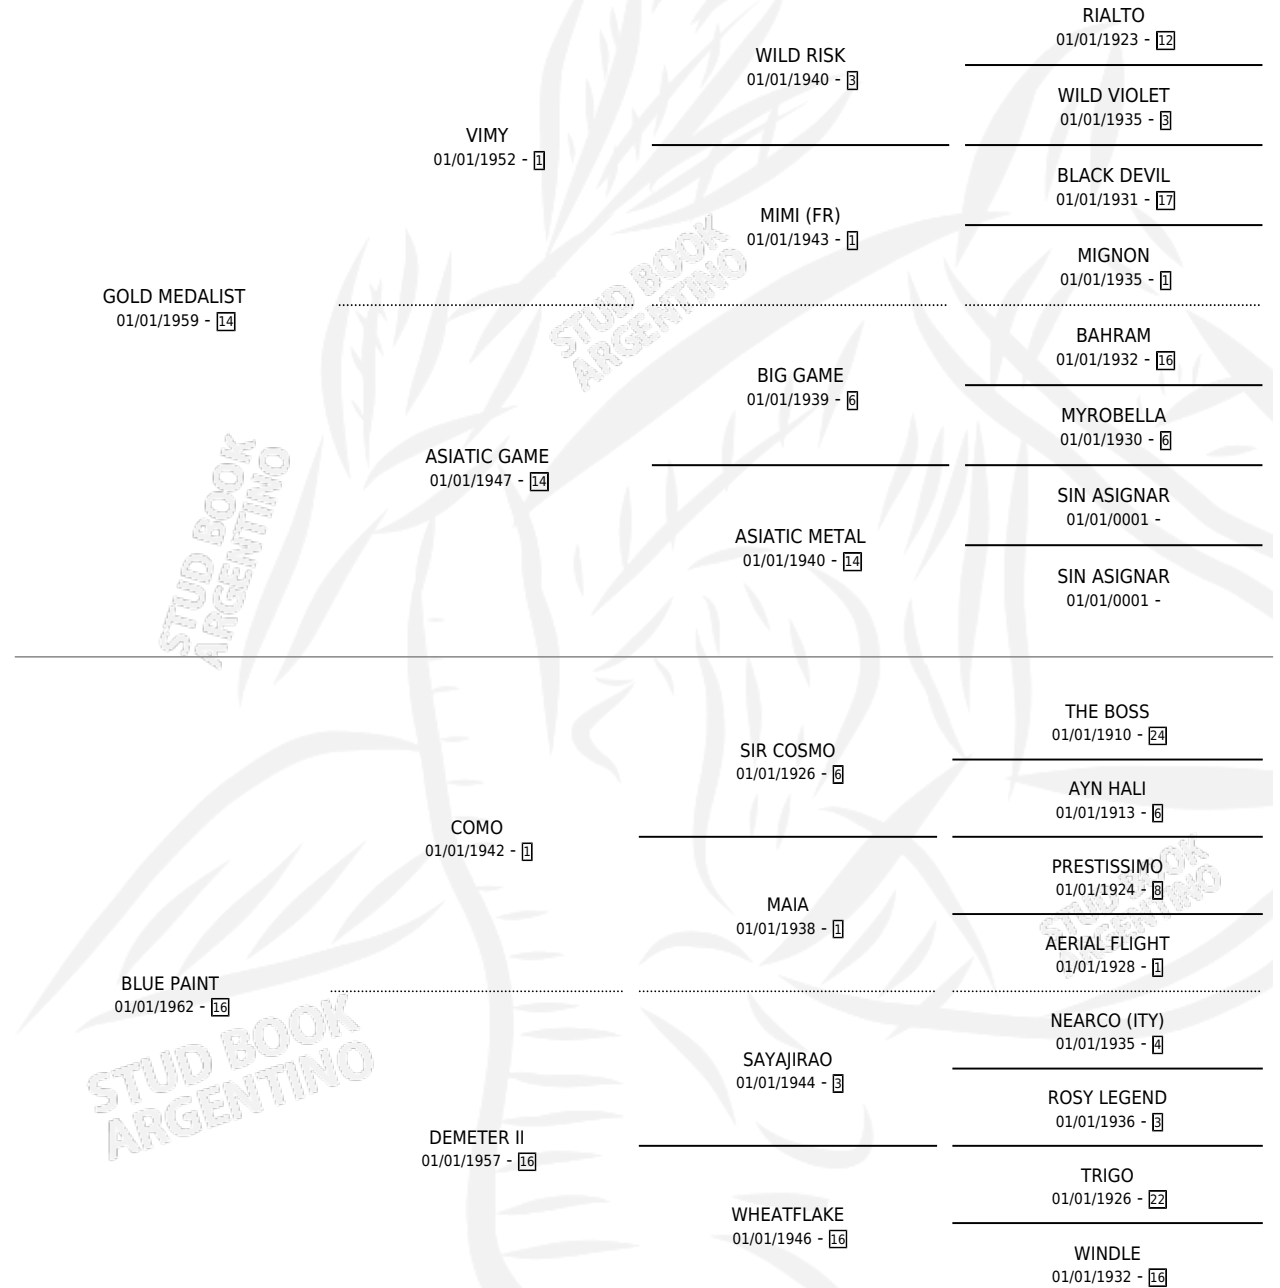 RIALTO
01/01/1923 - 12
WILD RISK
01/01/1940 - 3
WILD VIOLET
01/01/1935 - 3
VIMY
01/01/1952 - 1
BLACK DEVIL
01/01/1931 - 17
MIMI (FR)
01/01/1943 - 1
MIGNON
01/01/1935 - 1
GOLD MEDALIST
01/01/1959 - 14
BAHRAM
01/01/1932 - 16
BIG GAME
01/01/1939 - 6
MYROBELLA
01/01/1930 - 6
ASIATIC GAME
01/01/1947 - 14
SIN ASIGNAR
01/01/0001 -
ASIATIC METAL
01/01/1940 - 14
SIN ASIGNAR
01/01/0001 -
STUD BOOK
ARGENTINO
STUD BOOK
ARGENTINO
THE BOSS
01/01/1910 - 24
SIR COSMO
01/01/1926 - 6
AYN HALI
01/01/1913 - 6
COMO
01/01/1942 - 1
PRESTISSIMO
01/01/1924 - 8
MAIA
01/01/1938 - 1
AERIAL FLIGHT
01/01/1928 - 1
BLUE PAINT
01/01/1962 - 16
NEARCO (ITY)
01/01/1935 - 4
SAYAJIRAO
01/01/1944 - 3
ROSY LEGEND
01/01/1936 - 3
DEMETER II
01/01/1957 - 16
TRIGO
01/01/1926 - 22
WHEATFLAKE
01/01/1946 - 16
WINDLE
01/01/1932 - 16
STUD BOOK
ARGENTINO
STUD BOOK
ARGENTINO